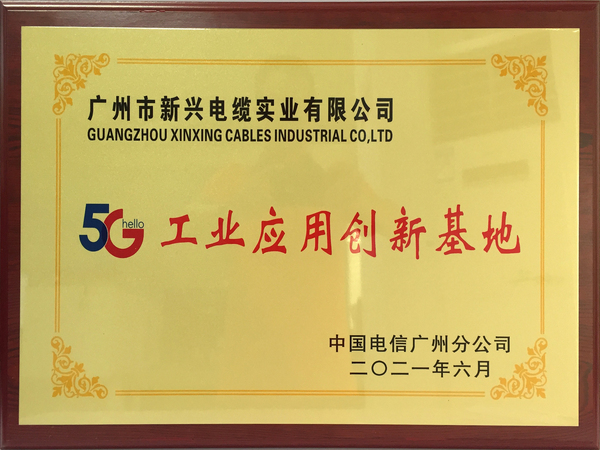 广州市新兴电缆实业有限公司
GUANGZHOU XINXING CABLES INDUSTRIAL CO,LTD
5G hello 工业应用创新基地
中国电信广州分公司
二〇二一年六月